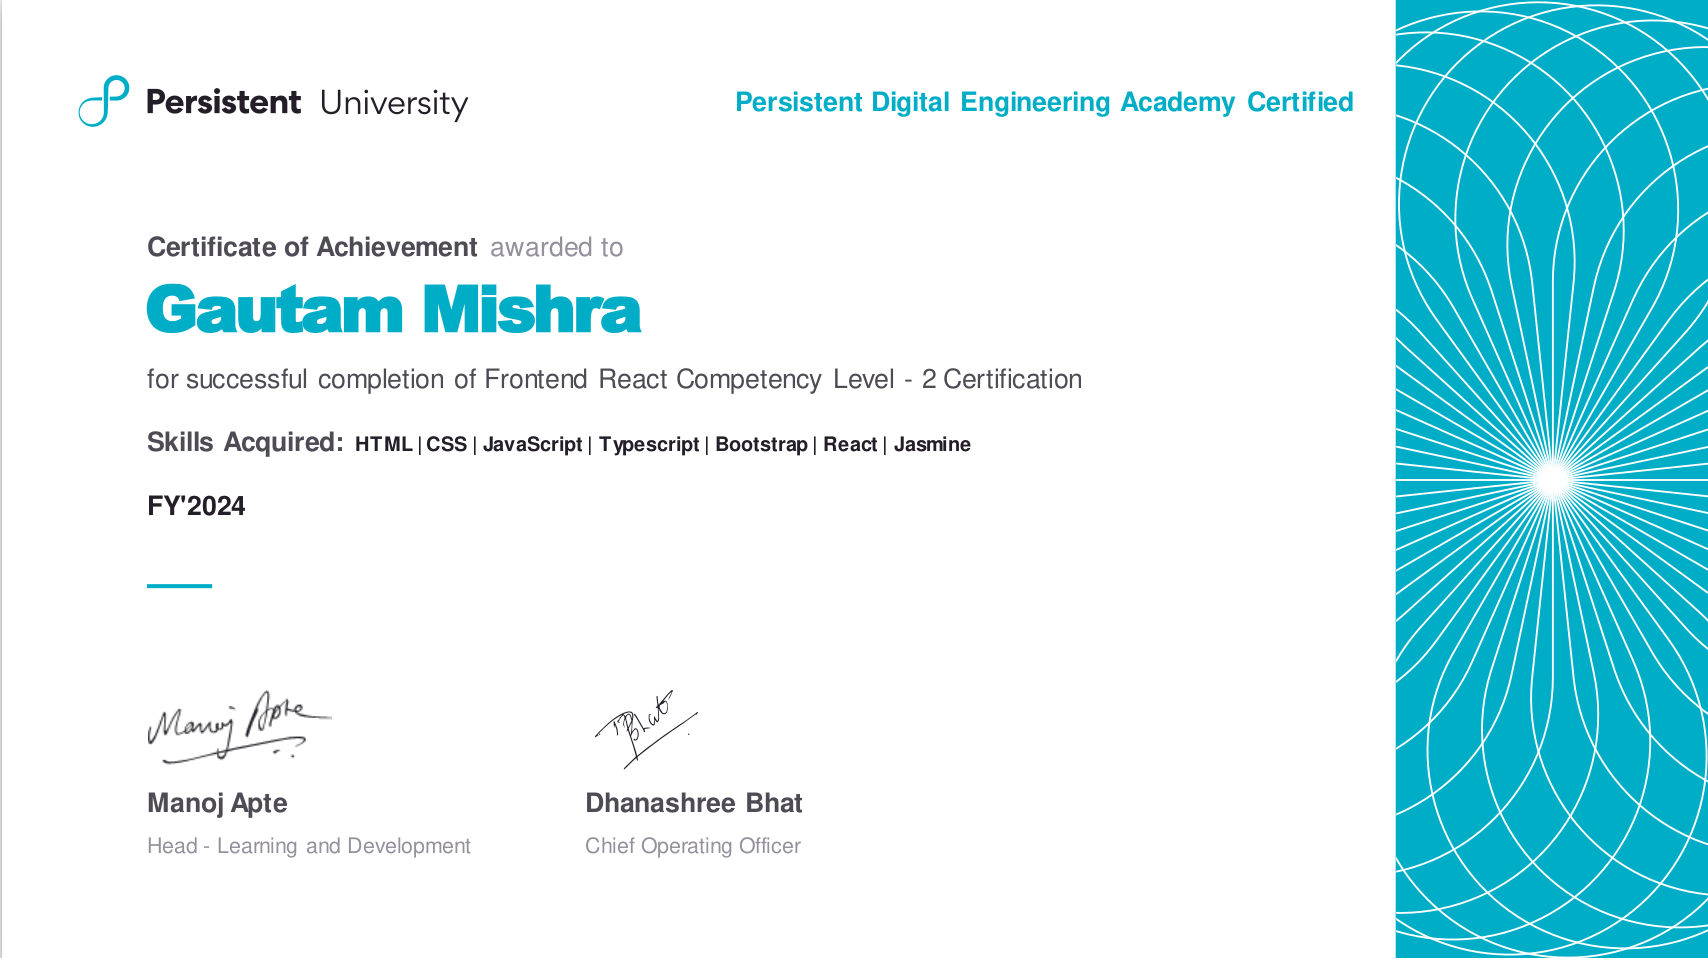 Persistent University
Persistent Digital Engineering Academy Certified
Certificate of Achievement awarded to
Gautam Mishra
for successful completion of Frontend React Competency Level - 2 Certification
Skills Acquired: HTML | CSS | JavaScript | Typescript | Bootstrap | React | Jasmine
FY'2024
Manoj Apte
Bhat
Manoj Apte
Head - Learning and Development
Dhanashree Bhat
Chief Operating Officer